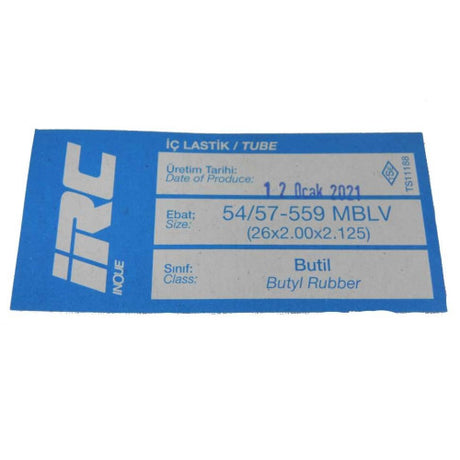 IRC
INOUE
İÇ LASTİK / TUBE
Üretim Tarihi:
Date of Produce:
12 Ocak 2021
Ebat;
Size:
54/57-559 MBLV
(26x2.00x2.125)
Sınıf:
Class:
Butil
Butyl Rubber
TS11188